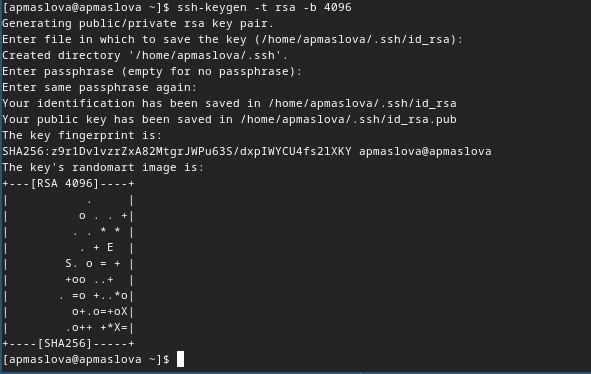 [apmaslova@apmaslova ~]$ ssh-keygen -t rsa -b 4096
Generating public/private rsa key pair.
Enter file in which to save the key (/home/apmaslova/.ssh/id_rsa):
Created directory '/home/apmaslova/.ssh'.
Enter passphrase (empty for no passphrase):
Enter same passphrase again:
Your identification has been saved in /home/apmaslova/.ssh/id_rsa
Your public key has been saved in /home/apmaslova/.ssh/id_rsa.pub
The key fingerprint is:
SHA256:z9r1DvlvzrZxA82MtgrJWPu63S/dxpIWYCU4fs2lXKY apmaslova@apmaslova
The key's randomart image is:
+---[RSA 4096]----+
|           .     |
|          o . . +|
|         . . * * |
|          . + E  |
|        S. o = + |
|        +oo ..+  |
|       . =o +..*o|
|         o+.o=+oX|
|        .o++ +*X=|
+----[SHA256]-----+
[apmaslova@apmaslova ~]$